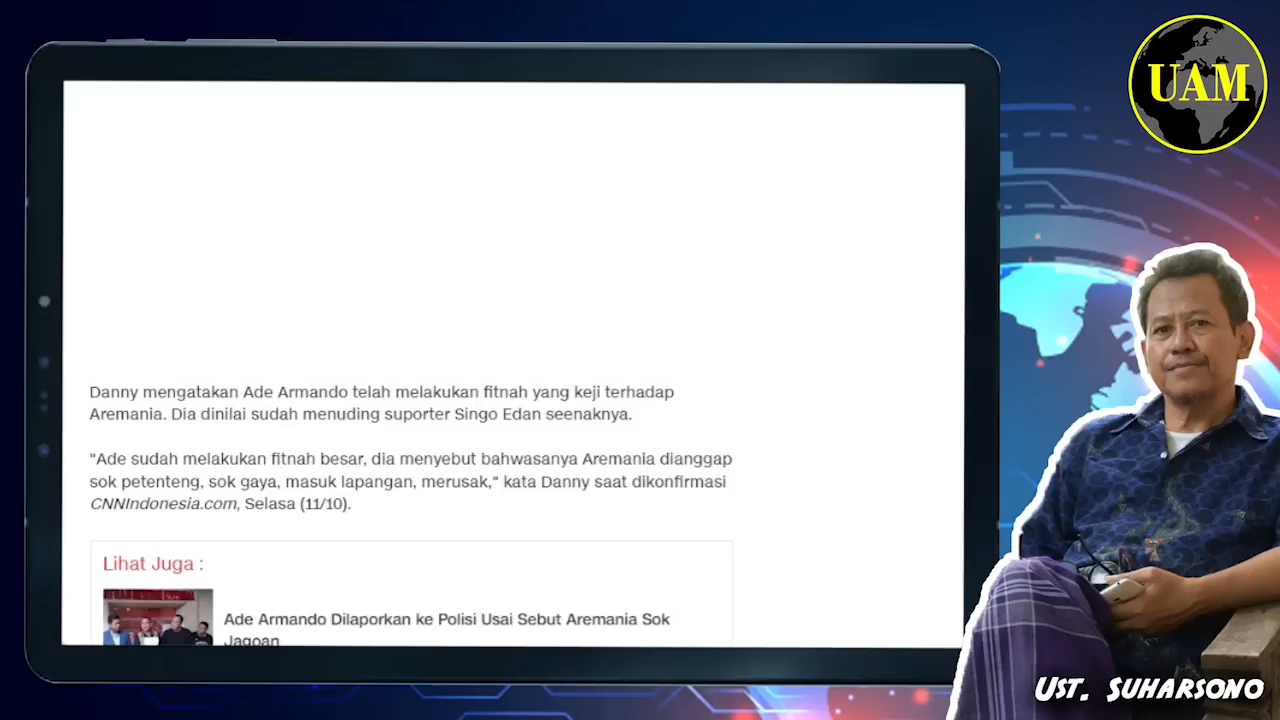 UAM
Danny mengatakan Ade Armando telah melakukan fitnah yang keji terhadap
Aremania. Dia dinilai sudah menuding suporter Singo Edan seenaknya.
"Ade sudah melakukan fitnah besar, dia menyebut bahwasanya Aremania dianggap
sok petenteng, sok gaya, masuk lapangan, merusak," kata Danny saat dikonfirmasi
CNNIndonesia.com, Selasa (11/10).
Lihat Juga :
Ade Armando Dilaporkan ke Polisi Usai Sebut Aremania Sok
Jagoan
Ust. Suharsono